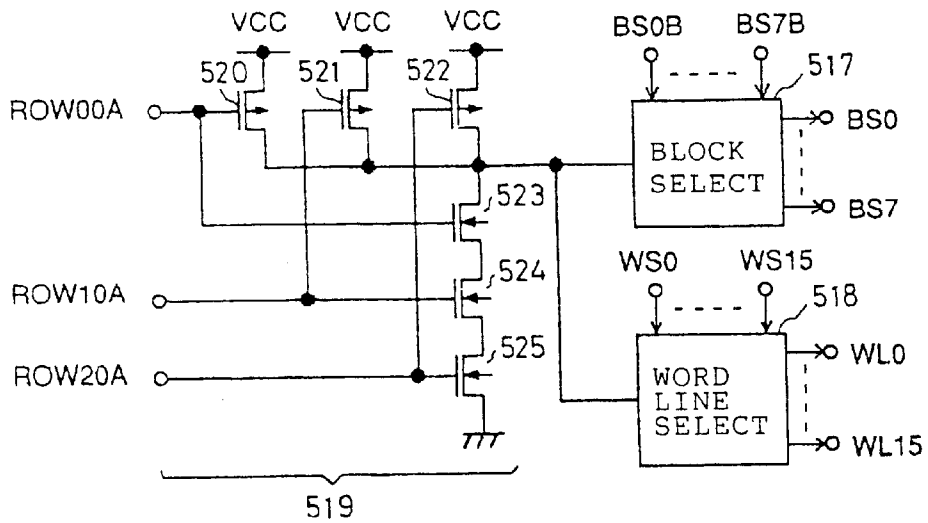 VCC VCC VCC
BS0B BS7B
520 521 522
517
ROW00A
BS0
BLOCK
SELECT
BS7
523
WS0 WS15
524
518
ROW10A
WL0
525
ROW20A
WORD
LINE
SELECT
WL15
519